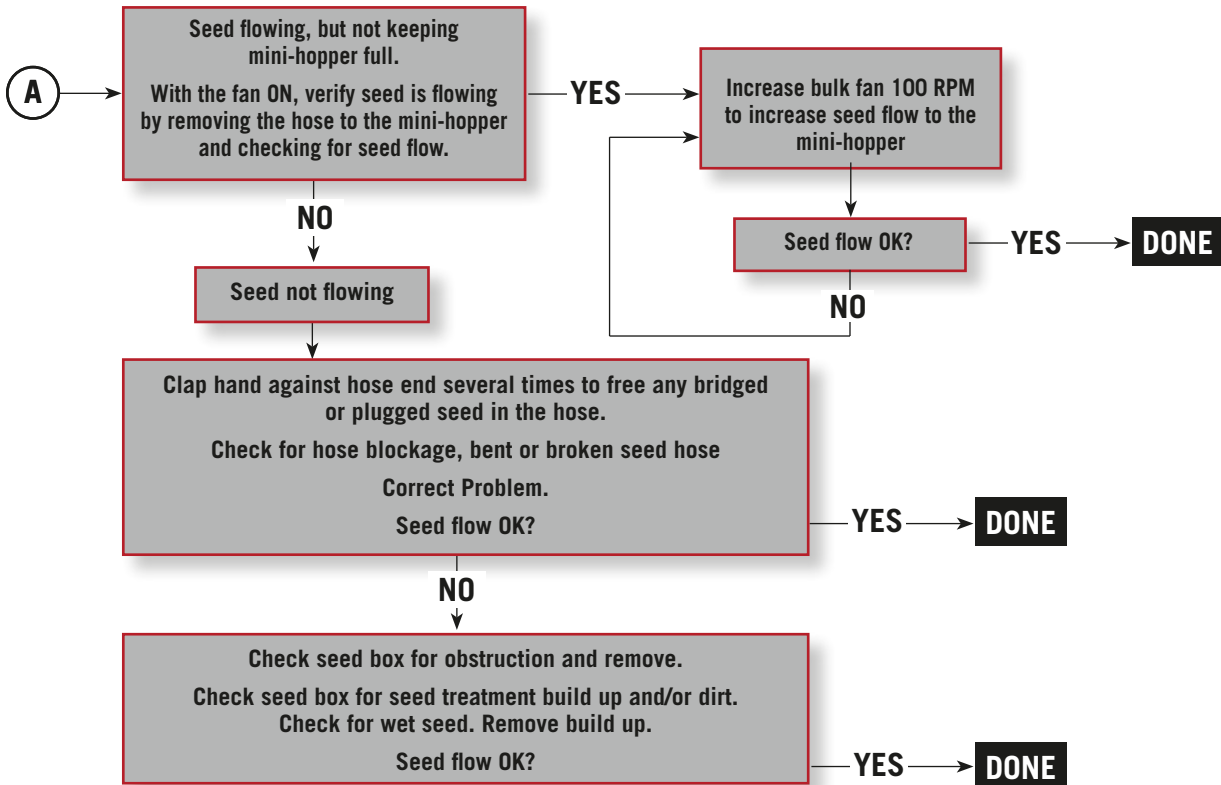 Seed flowing, but not keeping
mini-hopper full.
With the fan ON, verify seed is flowing
by removing the hose to the mini-hopper
and checking for seed flow.
A
YES
Increase bulk fan 100 RPM
to increase seed flow to the
mini-hopper
NO
Seed flow OK?
YES
DONE
NO
Seed not flowing
Clap hand against hose end several times to free any bridged
or plugged seed in the hose.
Check for hose blockage, bent or broken seed hose
Correct Problem.
Seed flow OK?
YES
DONE
NO
Check seed box for obstruction and remove.
Check seed box for seed treatment build up and/or dirt.
Check for wet seed. Remove build up.
Seed flow OK?
YES
DONE